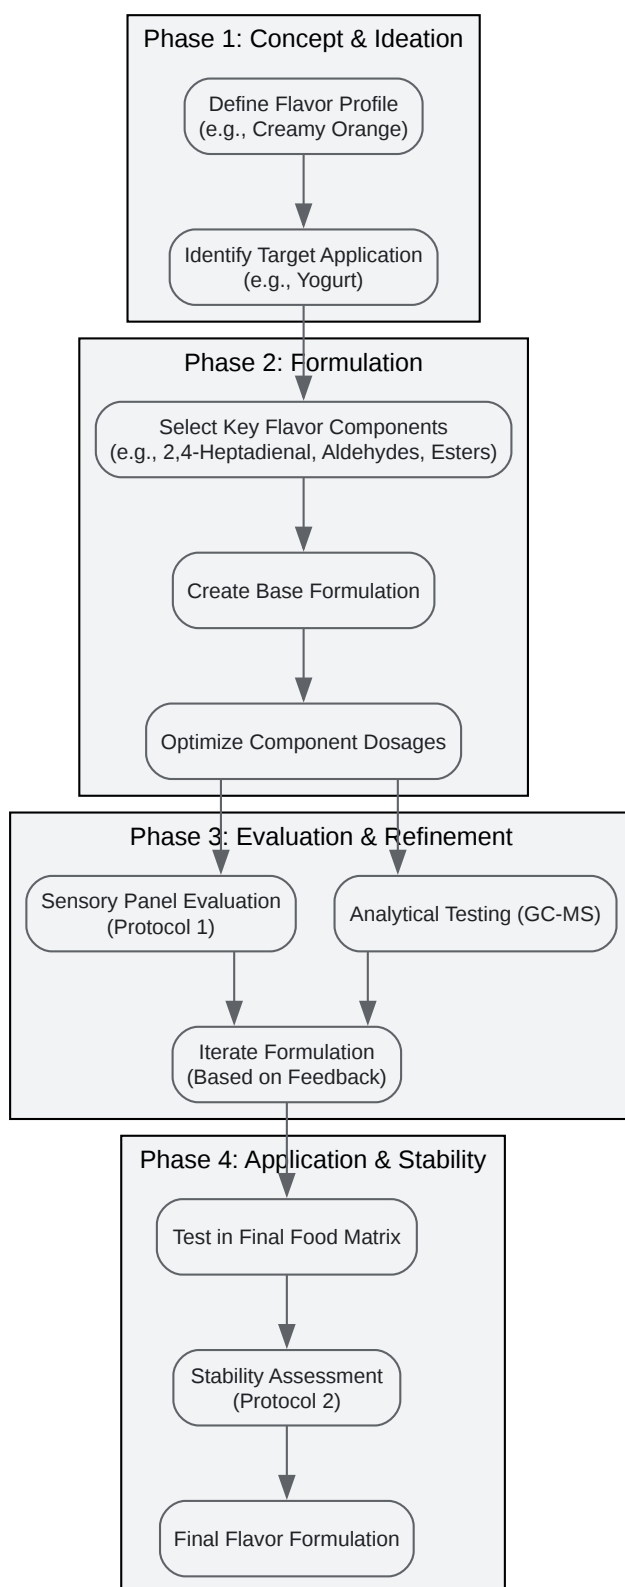 Phase 1: Concept & Ideation
Define Flavor Profile
(e.g., Creamy Orange)
Identify Target Application
(e.g., Yogurt)
Phase 2: Formulation
Select Key Flavor Components
(e.g., 2,4-Heptadienal, Aldehydes, Esters)
Create Base Formulation
Optimize Component Dosages
Phase 3: Evaluation & Refinement
Sensory Panel Evaluation
(Protocol 1)
Analytical Testing (GC-MS)
Iterate Formulation
(Based on Feedback)
Phase 4: Application & Stability
Test in Final Food Matrix
Stability Assessment
(Protocol 2)
Final Flavor Formulation